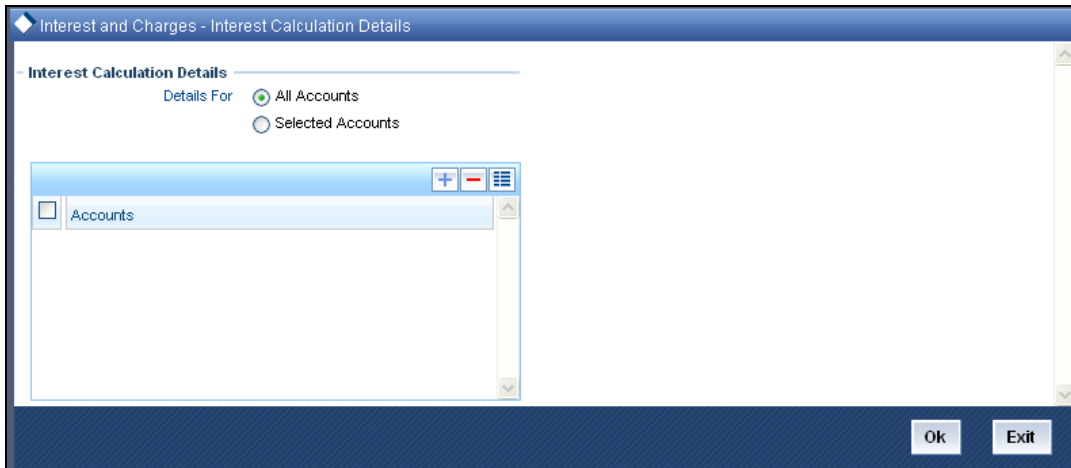 Interest and Charges - Interest Calculation Details
Interest Calculation Details
Details For All Accounts
Selected Accounts
Accounts
Ok Exit